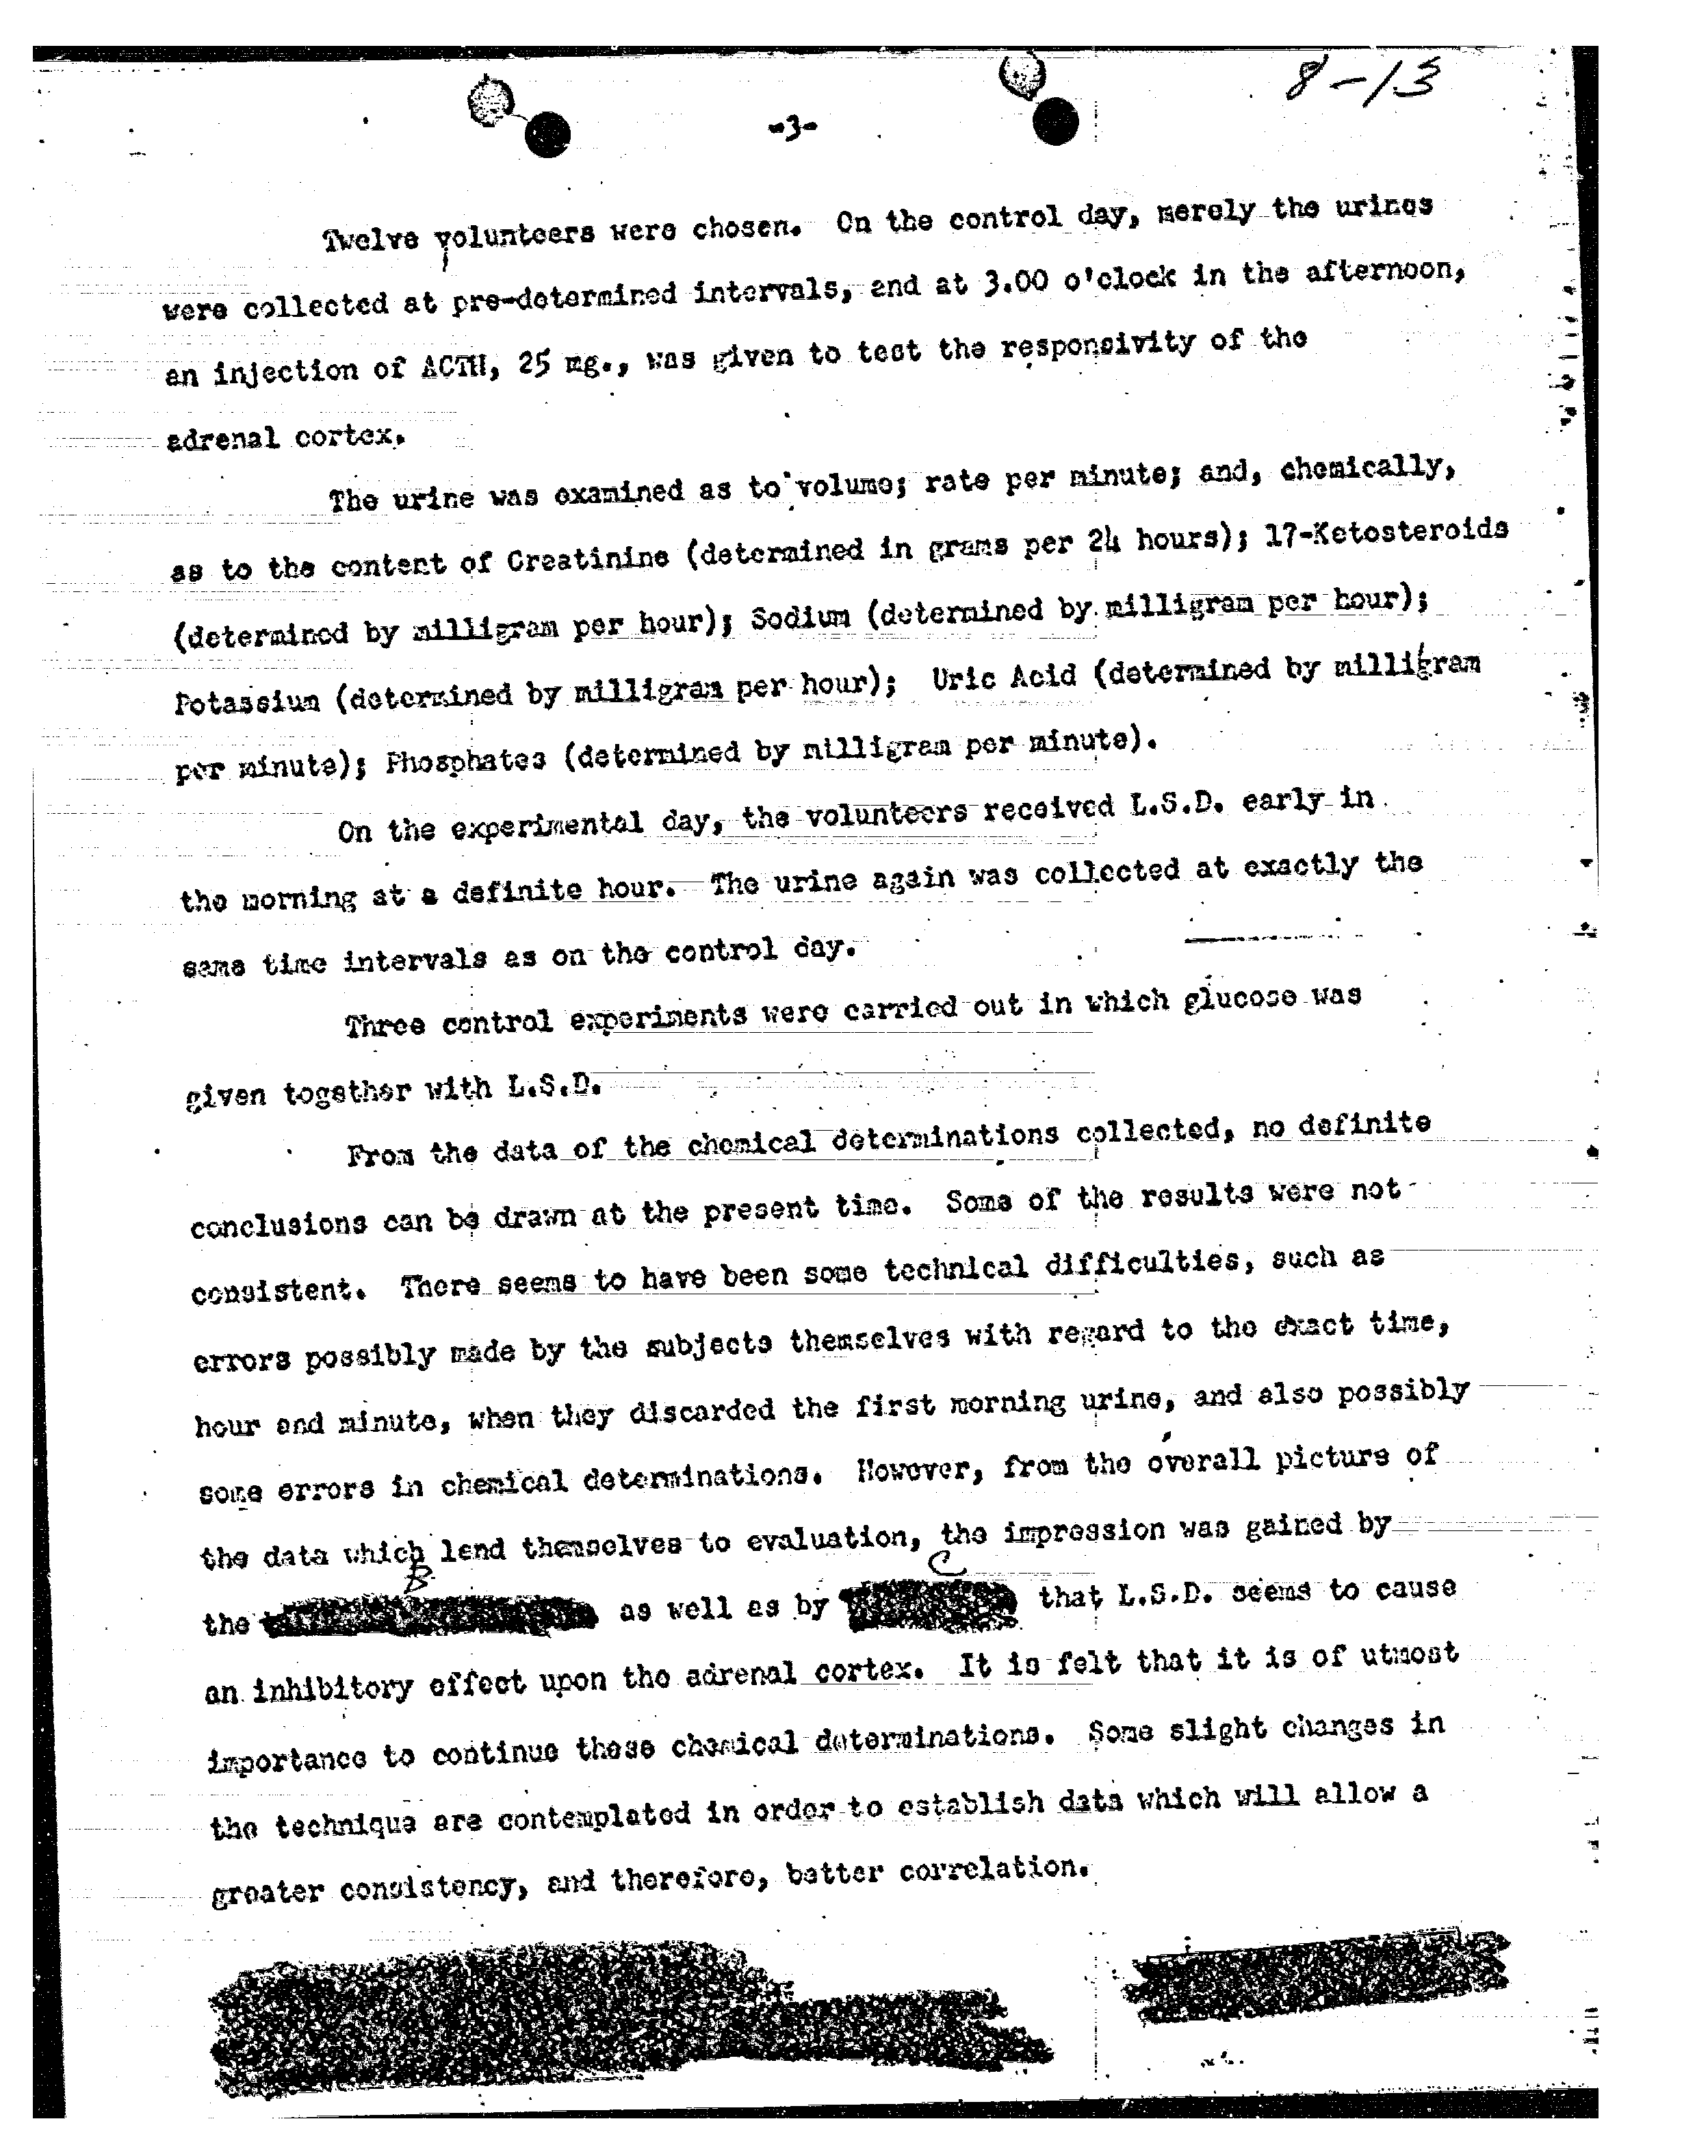 8-13
-3-
Twelve volunteers were chosen. On the control day, merely the urines
were collected at pre-determined intervals, and at 3.00 o'clock in the afternoon,
an injection of ACTH, 25 mg., was given to test the responsivity of the
adrenal cortex.
The urine was examined as to volume; rate per minute; and, chemically,
as to the content of Creatinine (determined in grams per 24 hours); 17-Ketosteroids
(determined by milligram per hour); Sodium (determined by milligram per hour);
Potassium (determined by milligram per hour); Uric Acid (determined by milligram
per minute); Phosphates (determined by milligram per minute).
On the experimental day, the volunteers received L.S.D. early in
the morning at a definite hour. The urine again was collected at exactly the
same time intervals as on the control day.
Three control experiments were carried out in which glucose was
given together with L.S.D.
From the data of the chemical determinations collected, no definite
conclusions can be drawn at the present time. Some of the results were not
consistent. There seems to have been some technical difficulties, such as
errors possibly made by the subjects themselves with regard to the exact time,
hour and minute, when they discarded the first morning urine, and also possibly
some errors in chemical determinations. However, from the overall picture of
the data which lend themselves to evaluation, the impression was gained by
B C
the as well as by that L.S.D. seems to cause
an inhibitory effect upon the adrenal cortex. It is felt that it is of utmost
importance to continue these chemical determinations. Some slight changes in
the technique are contemplated in order to establish data which will allow a
greater consistency, and therefore, better correlation.